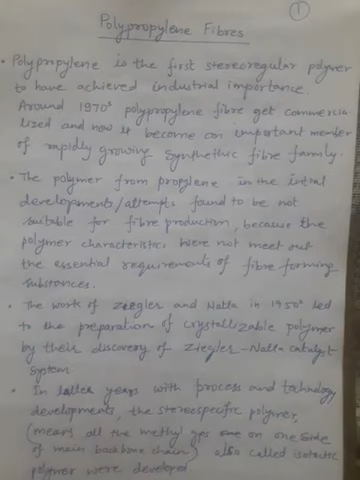 1
Polypropylene Fibres
• Polypropylene is the first stereoregular polymer
to have achieved industrial importance.
Around 1970s polypropylene fibre get commercia
lized and now it become an important member
of rapidly growing synthethic fibre family.
• The polymer from propylene in the intial
developments/attempts found to be not
suitable for fibre production, because the
polymer characteristics were not meet out
the essential requirements of fibre forming
substances.
• The work of Ziegler and Natta in 1950s led
to the preparation of crystallizable polymer
by their discovery of Ziegler-Natta catalyst
system
• In latter years with process and technology
developments, the stereospecific polymer,
(means all the methyl gps are on one side
of main backbone chain) also called isotactic
polymer were developed